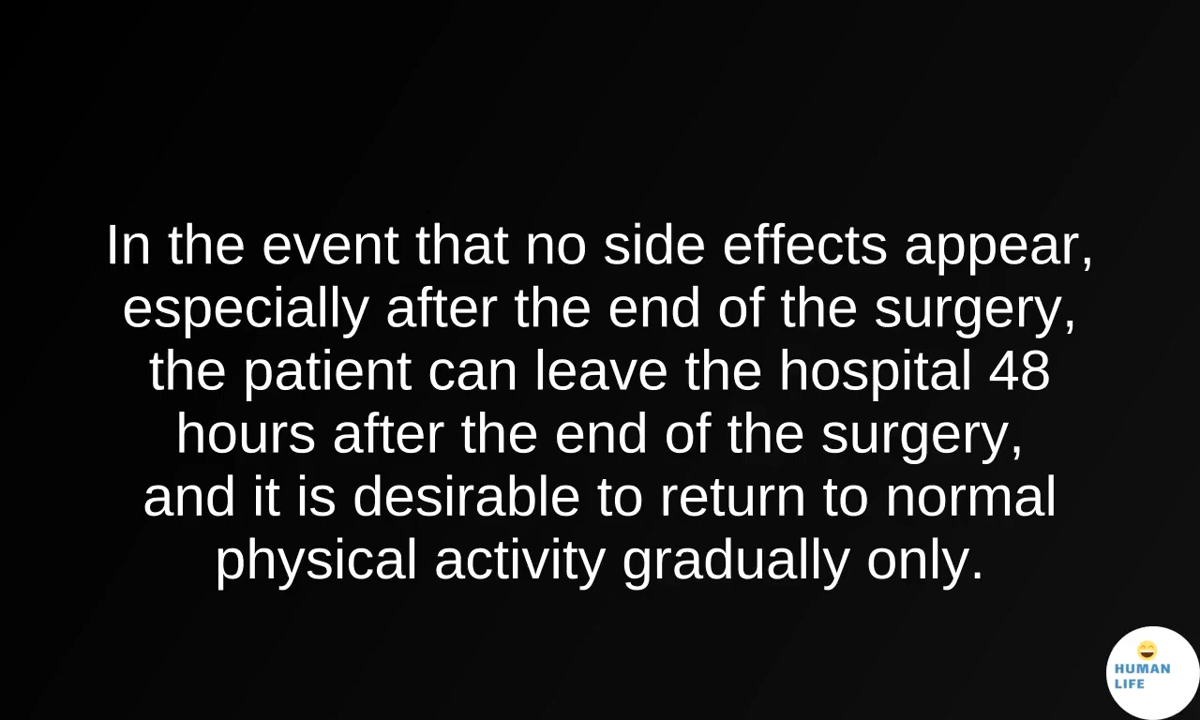 In the event that no side effects appear,
especially after the end of the surgery,
the patient can leave the hospital 48
hours after the end of the surgery,
and it is desirable to return to normal
physical activity gradually only.
HUMAN
LIFE